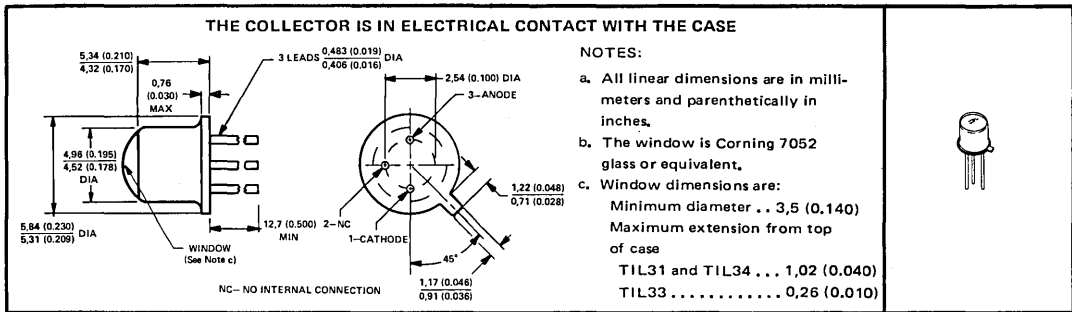 THE COLLECTOR IS IN ELECTRICAL CONTACT WITH THE CASE
5,34 (0.210)
4,32 (0.170)
0,76
(0.030)
MAX
3 LEADS 0,483 (0.019) DIA
0,406 (0.016)
2,54 (0.100) DIA
3–ANODE
4,96 (0.195)
4,52 (0.178)
DIA
5,84 (0.230) DIA
5,31 (0.209)
WINDOW
(See Note c)
12,7 (0.500)
MIN
2–NC
1–CATHODE
1,22 (0.048)
0,71 (0.028)
45°
1,17 (0.046)
0,91 (0.036)
NC– NO INTERNAL CONNECTION
NOTES:
a. All linear dimensions are in milli-
meters and parenthetically in
inches.
b. The window is Corning 7052
glass or equivalent.
c. Window dimensions are:
Minimum diameter . . 3,5 (0.140)
Maximum extension from top
of case
TIL31 and TIL34 . . . 1,02 (0.040)
TIL33 . . . . . . . . . . . . 0,26 (0.010)